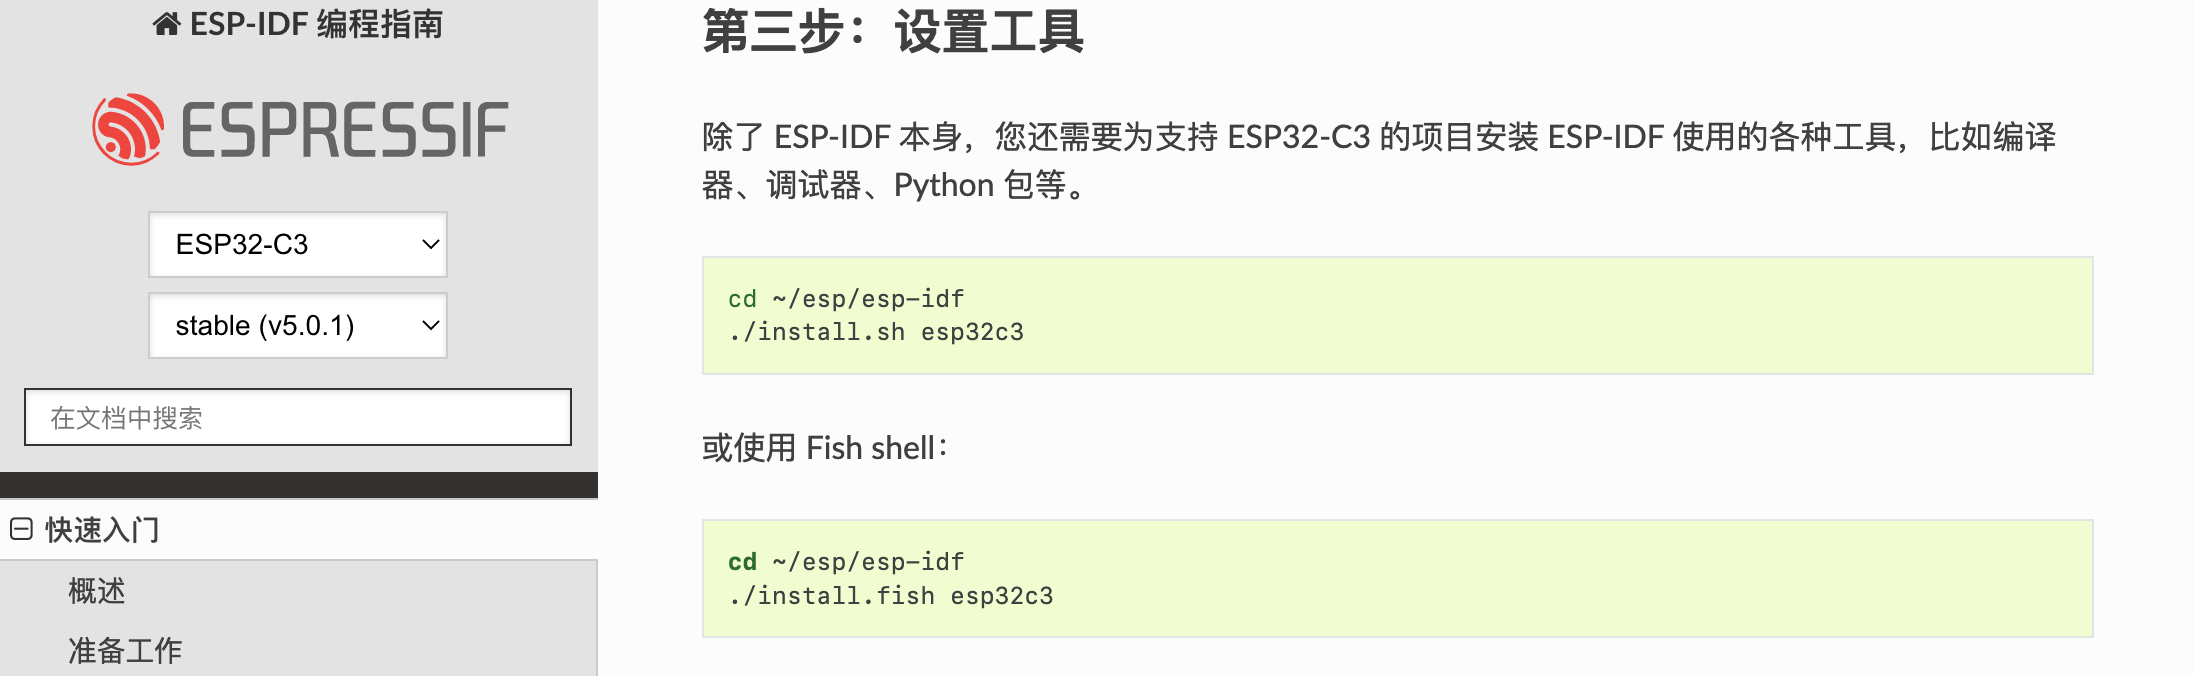 ESP-IDF 编程指南
ESPRESSIF
ESP32-C3
stable (v5.0.1)
在文档中搜索
快速入门
概述
准备工作
第三步：设置工具
除了 ESP-IDF 本身，您还需要为支持 ESP32-C3 的项目安装 ESP-IDF 使用的各种工具，比如编译
器、调试器、Python 包等。
cd ~/esp/esp-idf
./install.sh esp32c3
或使用 Fish shell：
cd ~/esp/esp-idf
./install.fish esp32c3